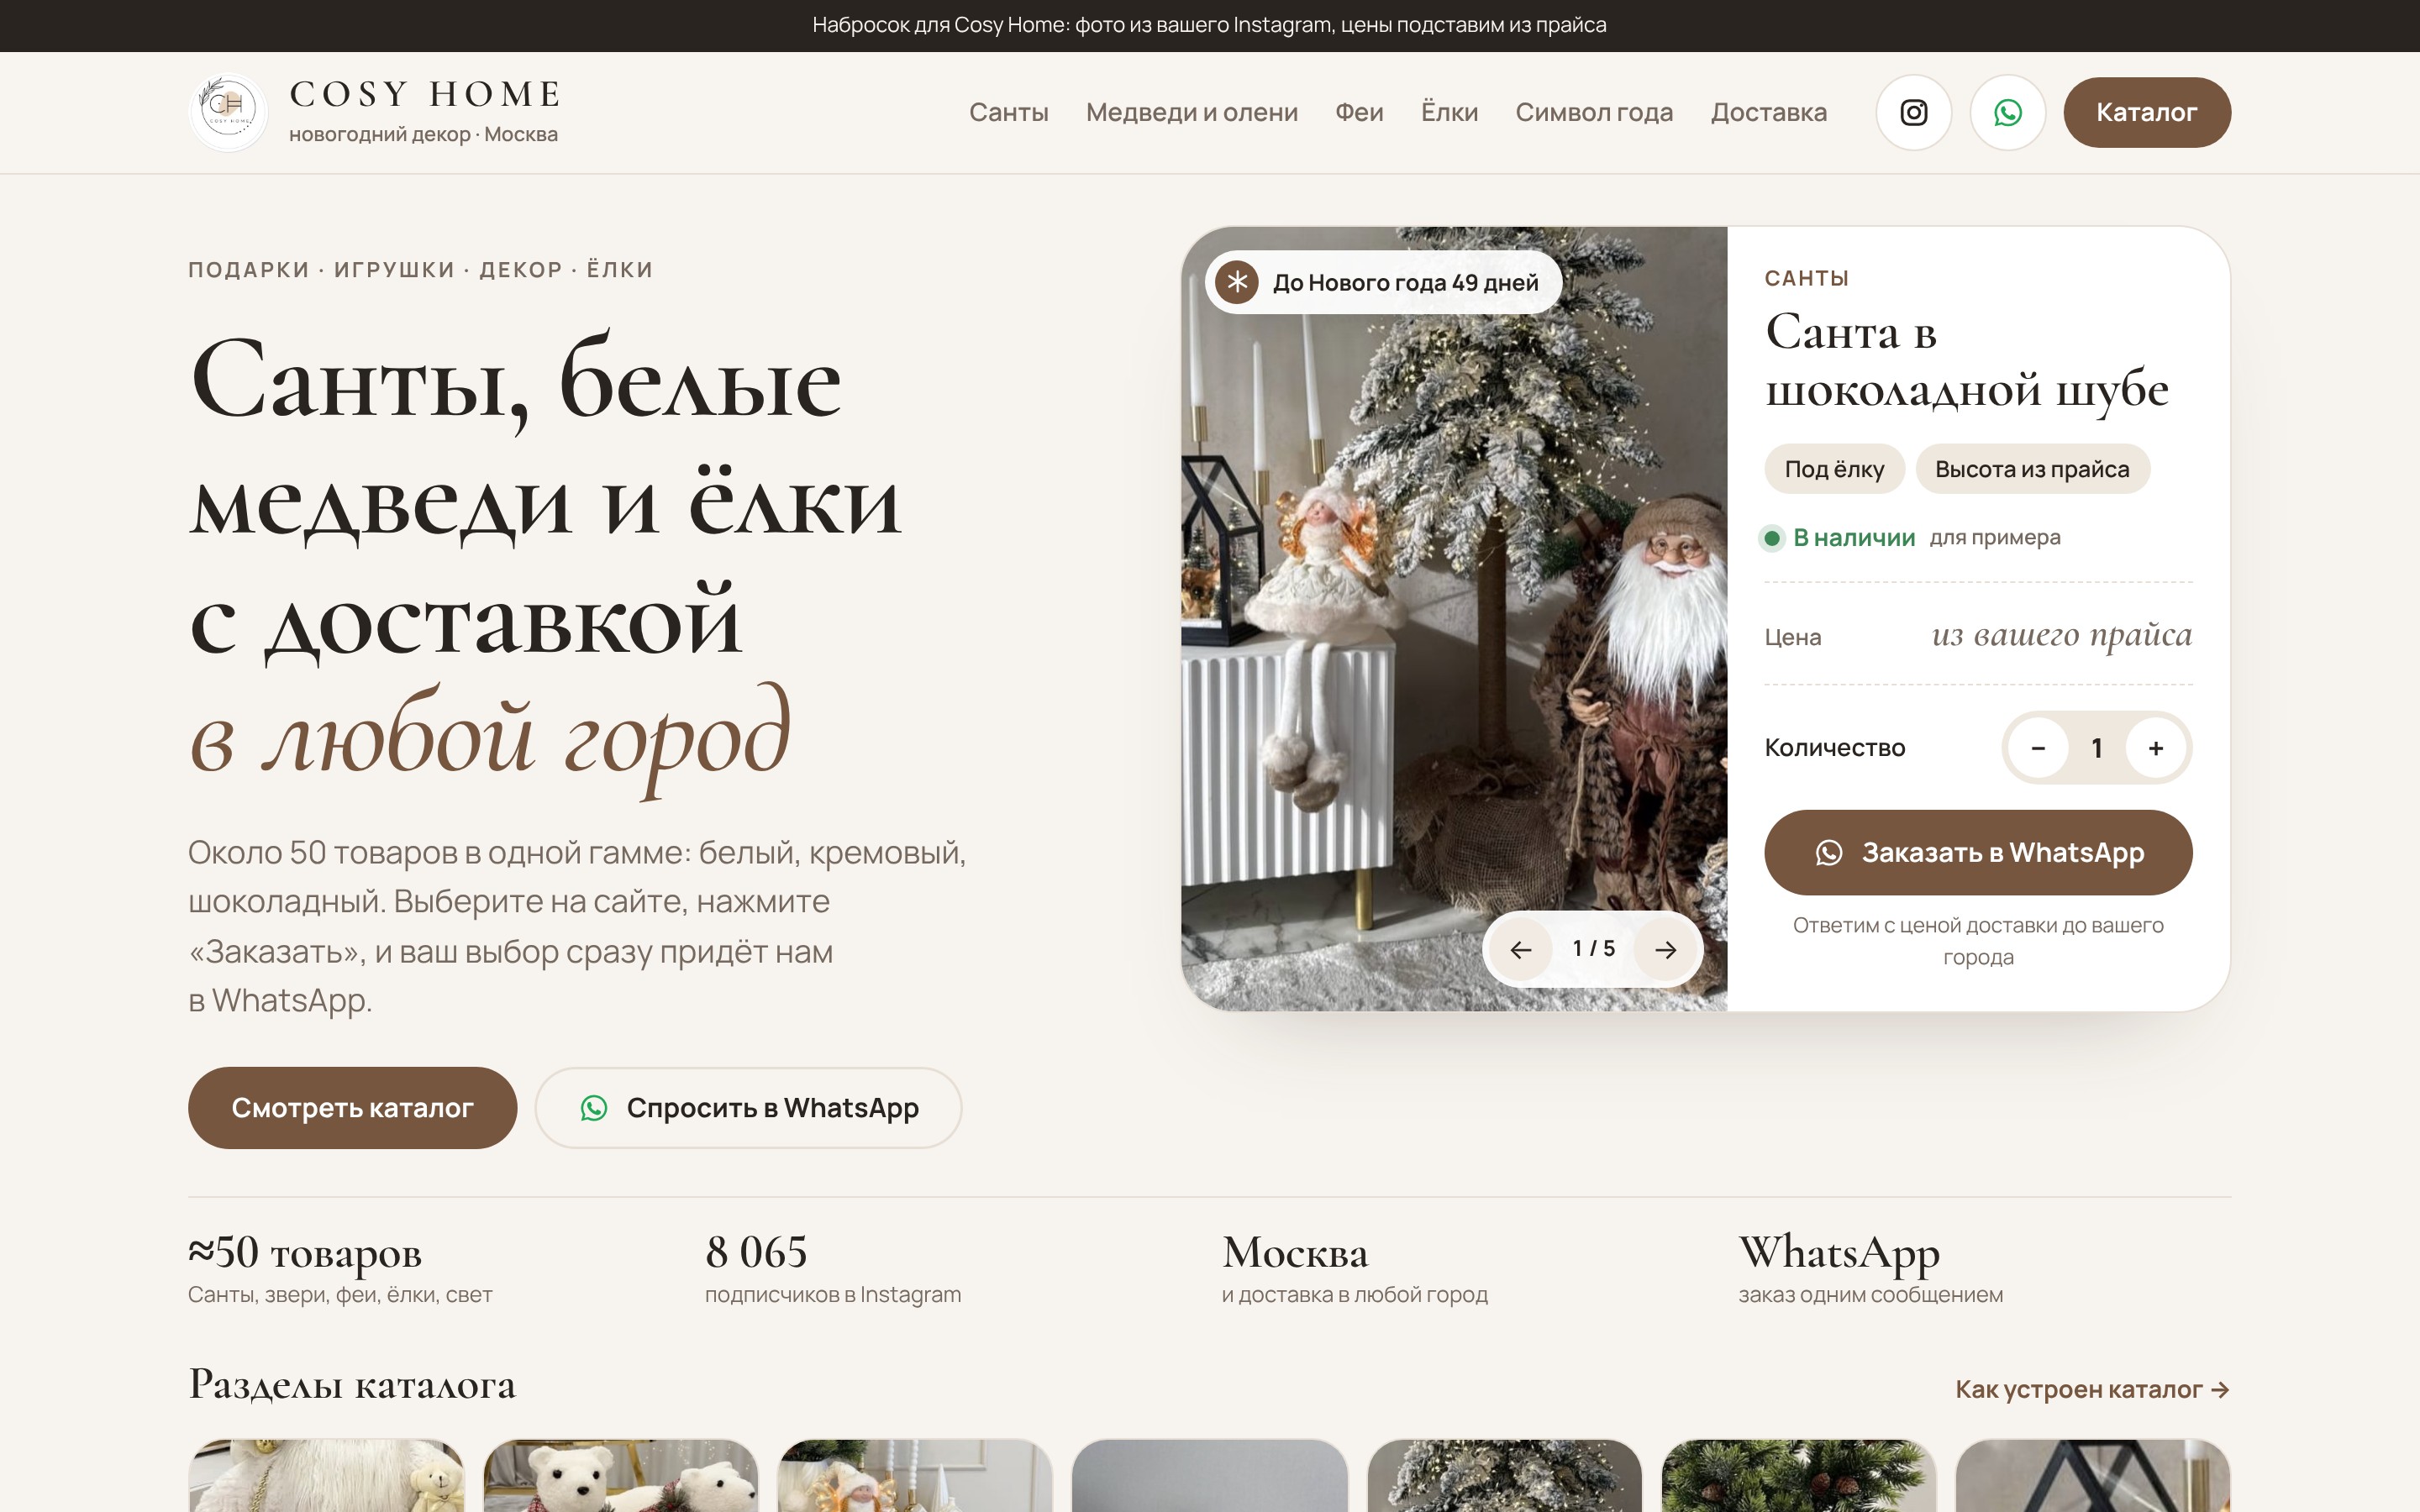 Набросок для Cosy Home: фото из вашего Instagram, цены подставим из прайса
CH
COSY HOME
COSY HOME
новогодний декор · Москва
Санты
Медведи и олени
Феи
Ёлки
Символ года
Доставка
Каталог
ПОДАРКИ · ИГРУШКИ · ДЕКОР · ЁЛКИ
Санты, белые
медведи и ёлки
с доставкой
в любой город
Около 50 товаров в одной гамме: белый, кремовый,
шоколадный. Выберите на сайте, нажмите
«Заказать», и ваш выбор сразу придёт нам
в WhatsApp.
Смотреть каталог
Спросить в WhatsApp
До Нового года 49 дней
1 / 5
САНТЫ
Санта в
шоколадной шубе
Под ёлку
Высота из прайса
В наличии для примера
Цена из вашего прайса
Количество − 1 +
Заказать в WhatsApp
Ответим с ценой доставки до вашего
города
≈50 товаров
Санты, звери, феи, ёлки, свет
8 065
подписчиков в Instagram
Москва
и доставка в любой город
WhatsApp
заказ одним сообщением
Разделы каталога
Как устроен каталог →